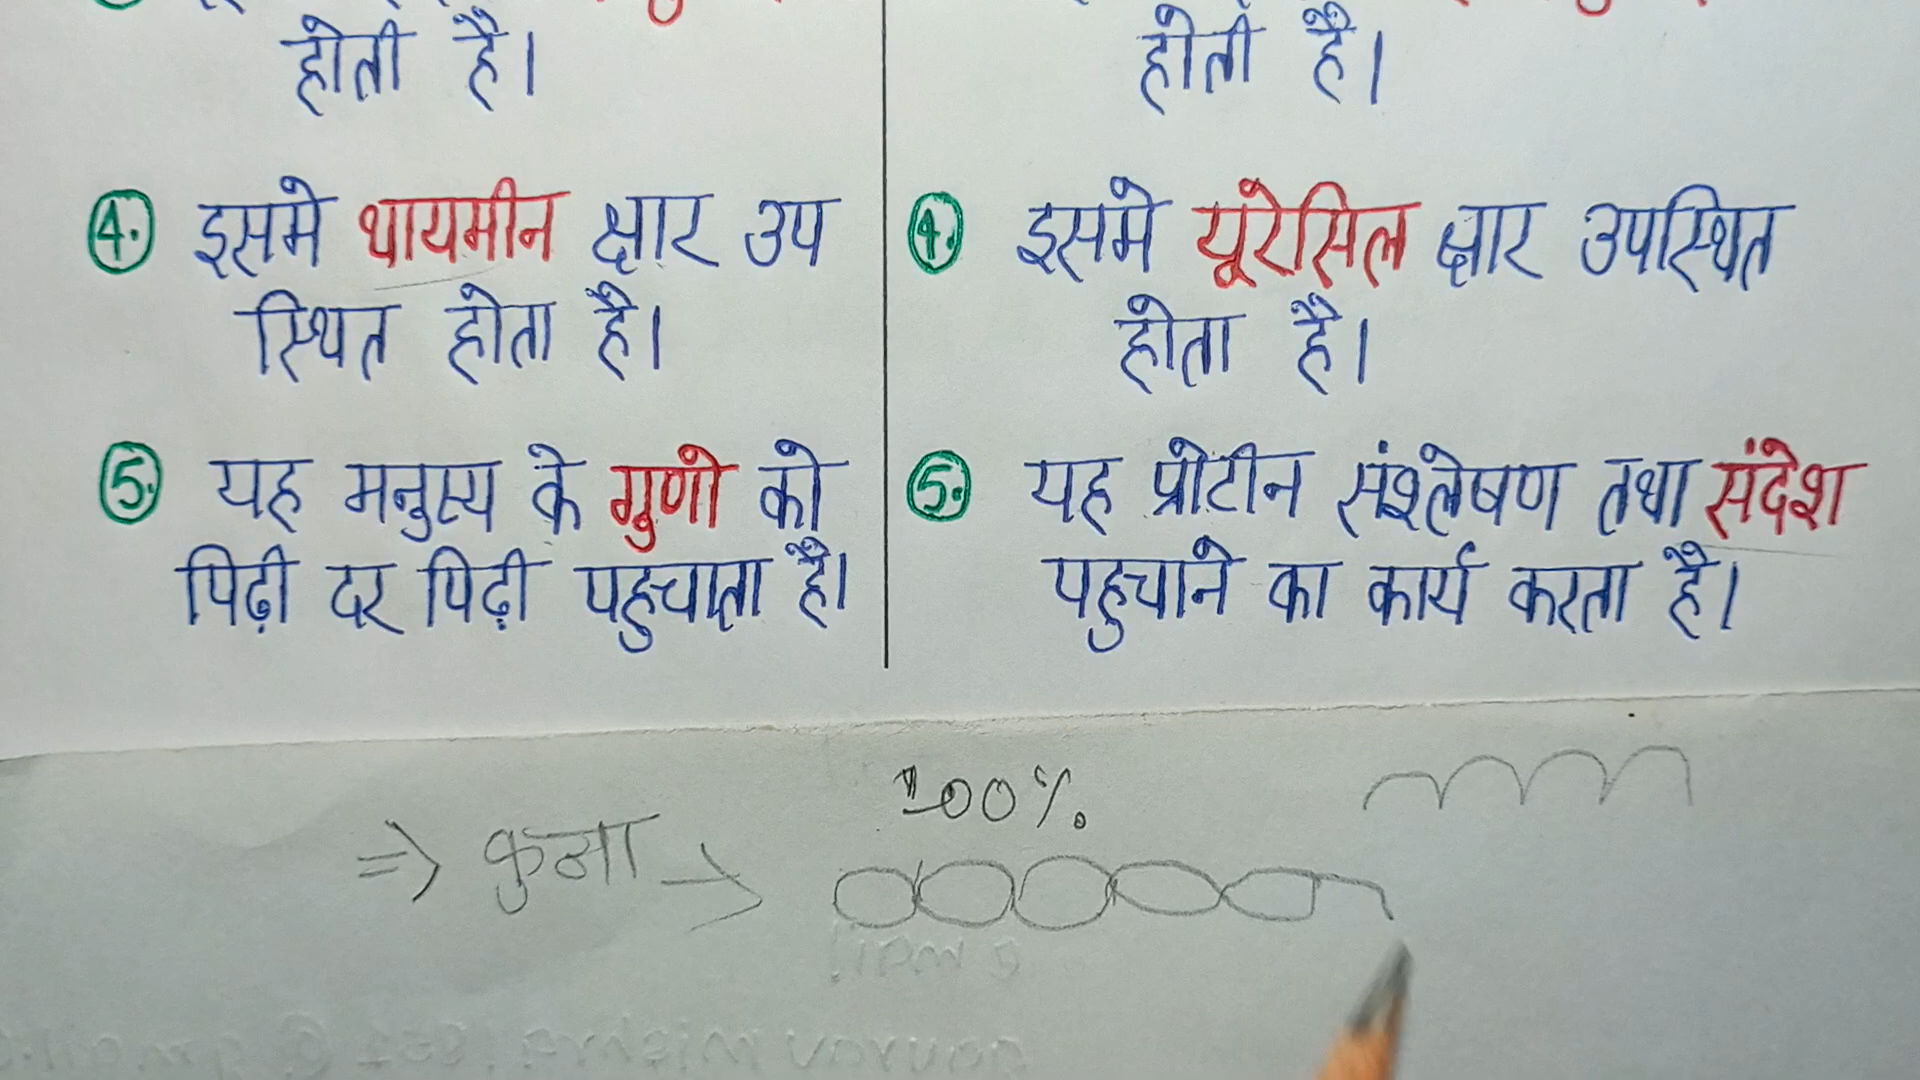 होती है।
④. इसमे थायमीन क्षार उप
स्थित होता है।
⑤. यह मनुष्य के गुणो को
पिढ़ी दर पिढ़ी पहुचाता है।
होती है।
④. इसमे यूरेसिल क्षार उपस्थित
होता है।
⑤. यह प्रोटीन संश्लेषण तथा संदेश
पहुचाने का कार्य करता है।
100%.